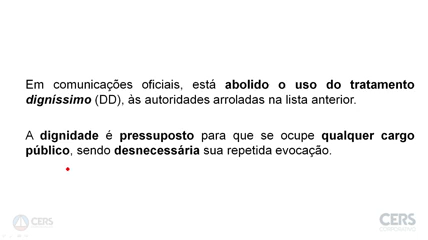 Em comunicações oficiais, está abolido o uso do tratamento
digníssimo (DD), às autoridades arroladas na lista anterior.
A dignidade é pressuposto para que se ocupe qualquer cargo
público, sendo desnecessária sua repetida evocação.
CERS
CERS